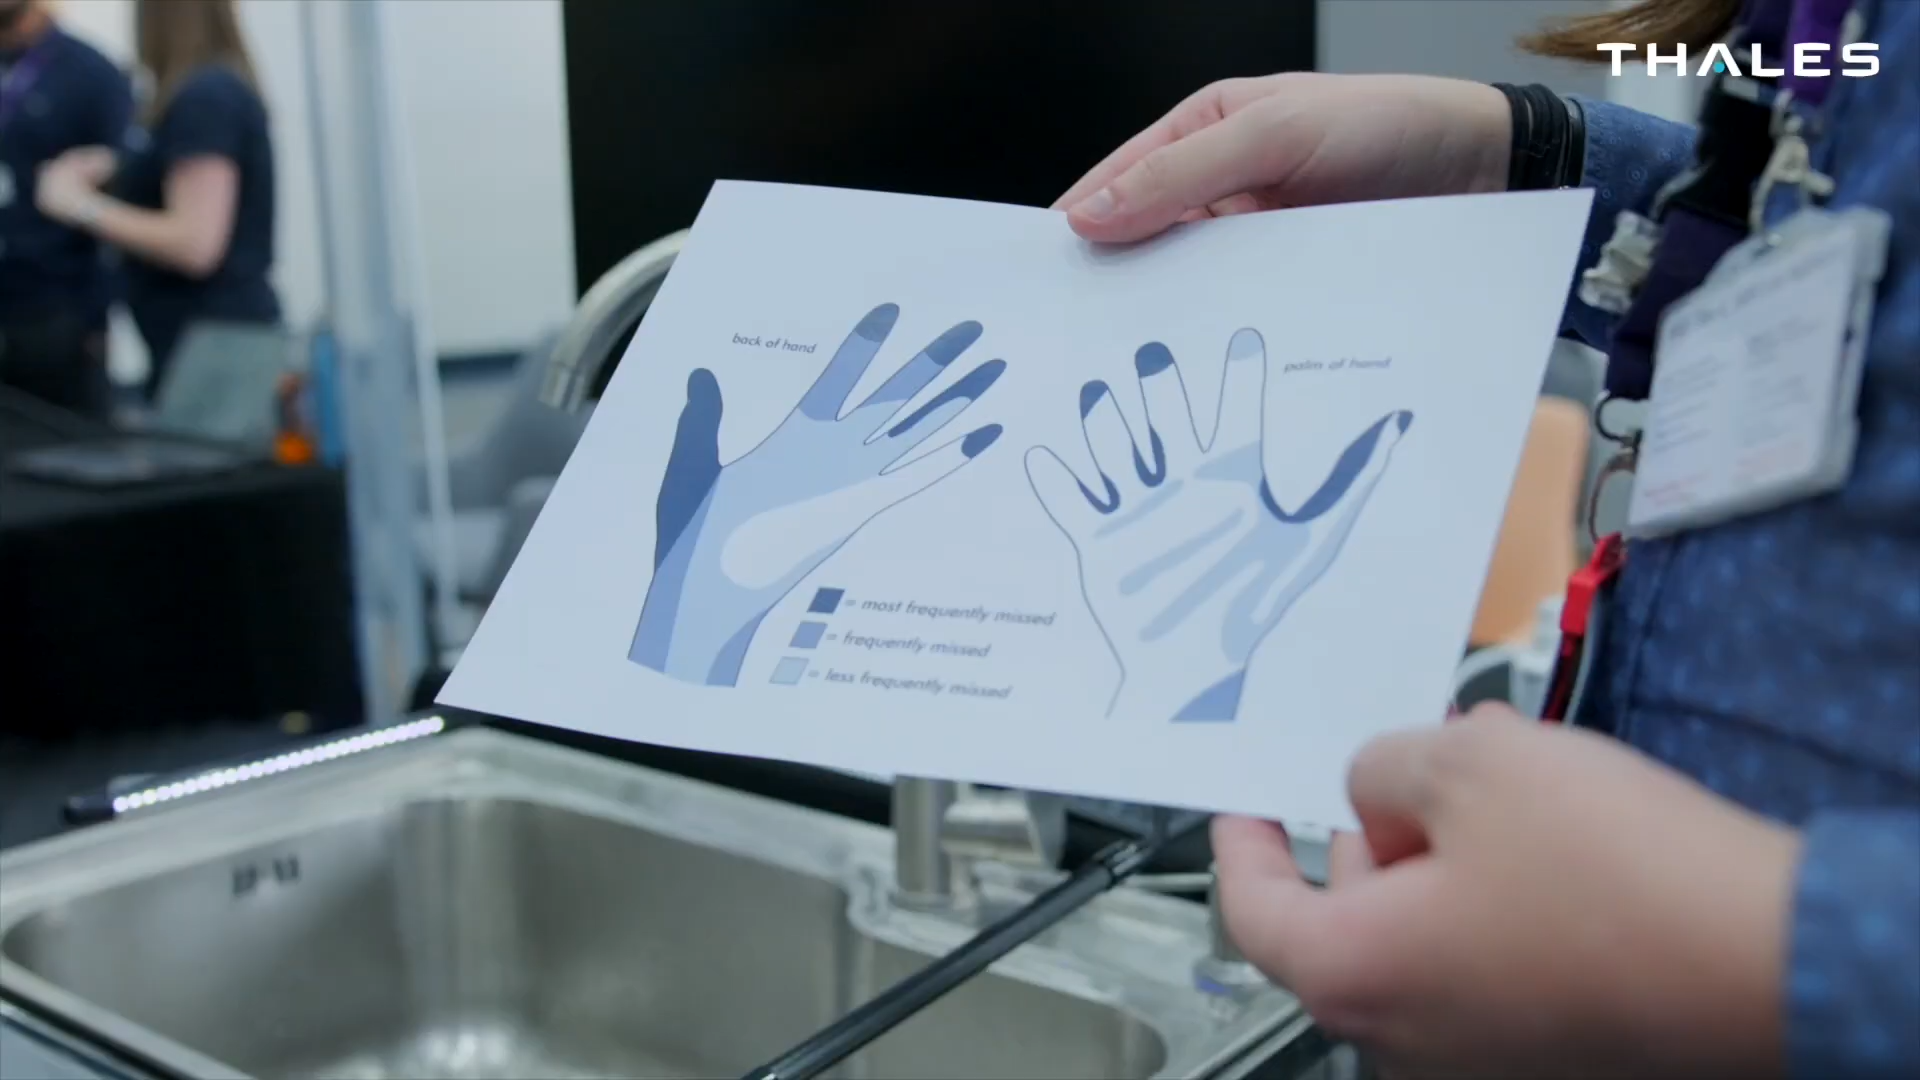 THALES
back of hand
palm of hand
= most frequently missed
= frequently missed
= less frequently missed